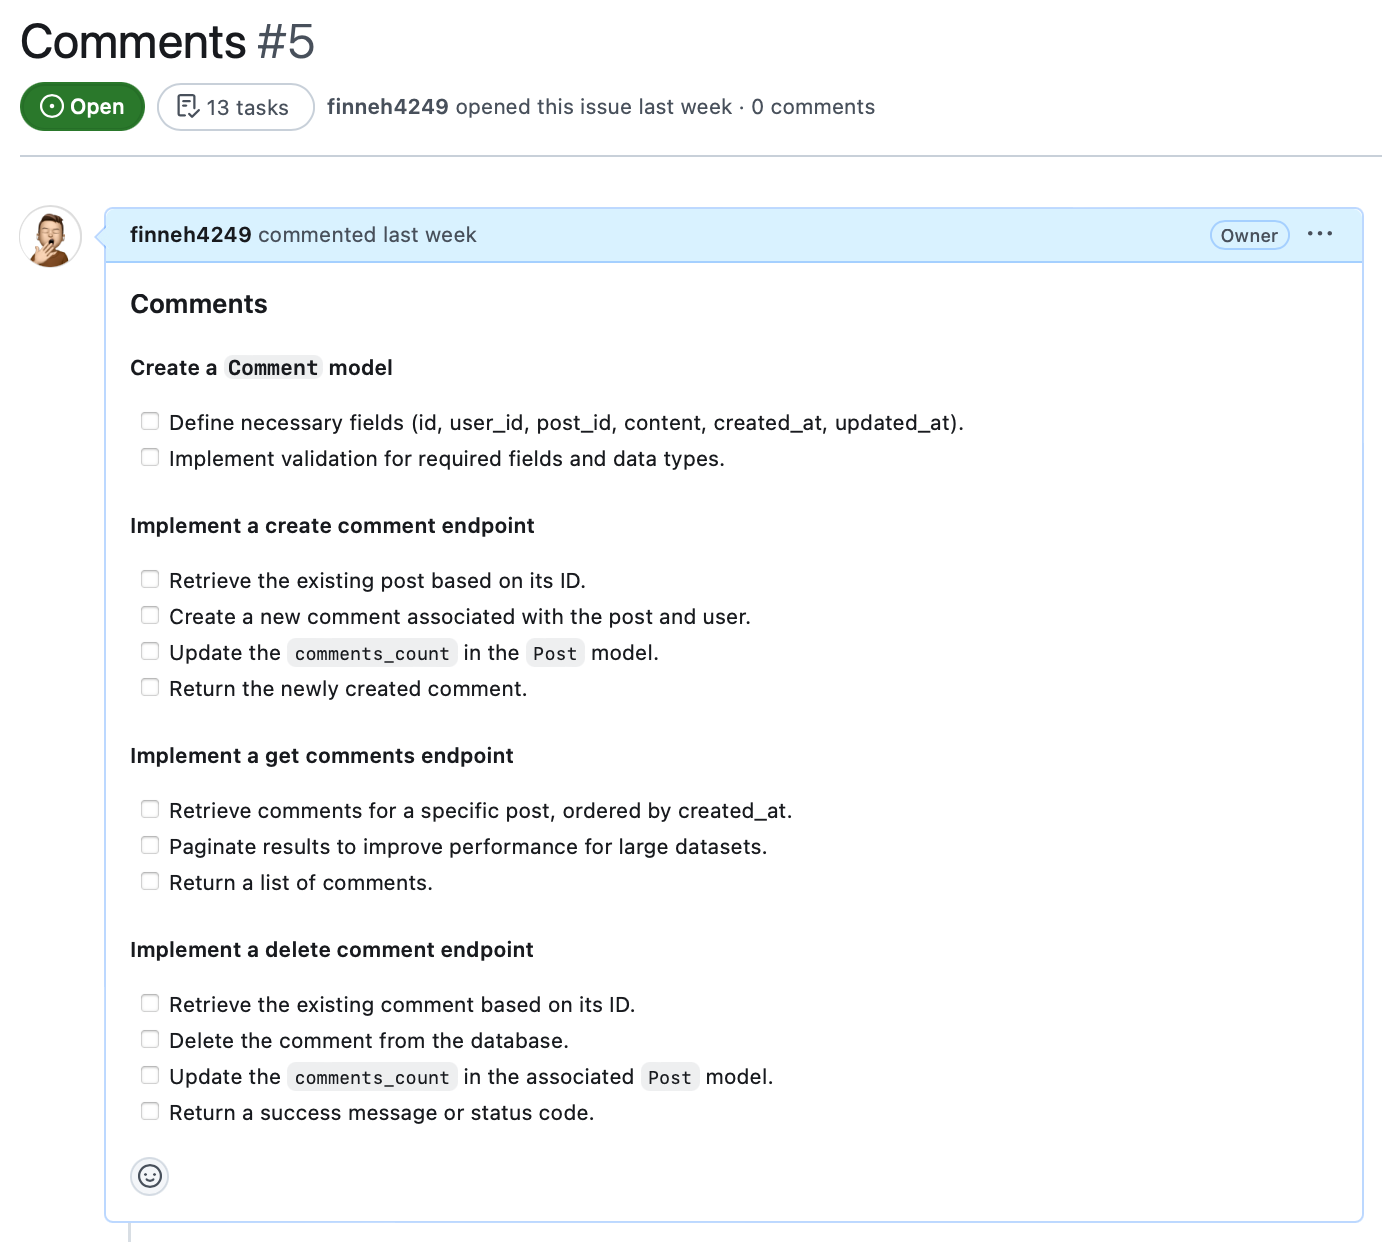 Comments #5
Open 13 tasks finneh4249 opened this issue last week · 0 comments
finneh4249 commented last week Owner ···
Comments
Create a Comment model
Define necessary fields (id, user_id, post_id, content, created_at, updated_at).
Implement validation for required fields and data types.
Implement a create comment endpoint
Retrieve the existing post based on its ID.
Create a new comment associated with the post and user.
Update the comments_count in the Post model.
Return the newly created comment.
Implement a get comments endpoint
Retrieve comments for a specific post, ordered by created_at.
Paginate results to improve performance for large datasets.
Return a list of comments.
Implement a delete comment endpoint
Retrieve the existing comment based on its ID.
Delete the comment from the database.
Update the comments_count in the associated Post model.
Return a success message or status code.